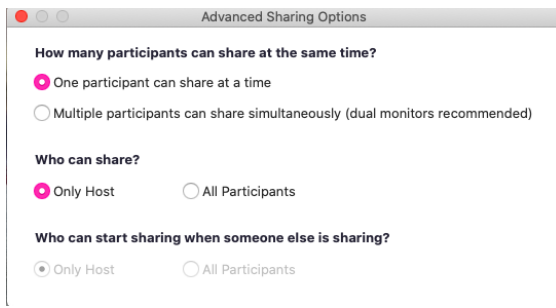 Advanced Sharing Options
How many participants can share at the same time?
One participant can share at a time
Multiple participants can share simultaneously (dual monitors recommended)
Who can share?
Only Host All Participants
Who can start sharing when someone else is sharing?
Only Host All Participants